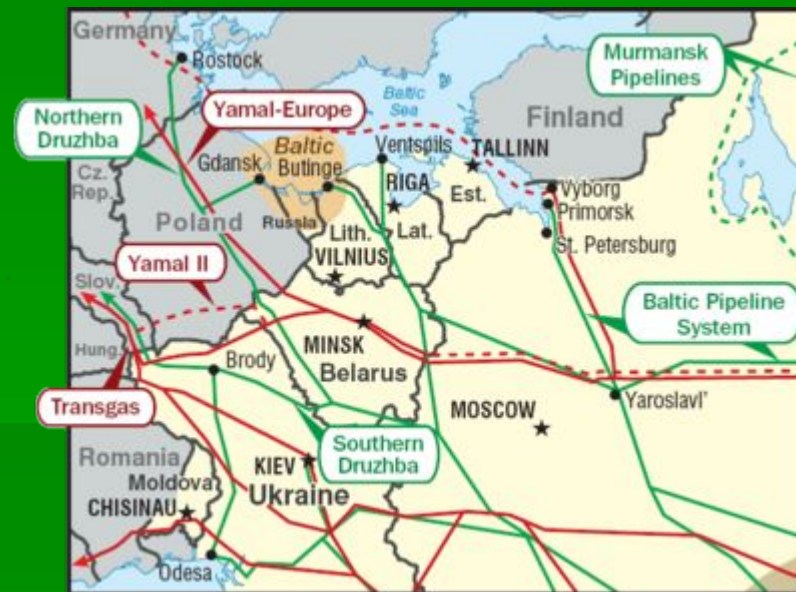 Germany
Rostock
Murmansk
Pipelines
Northern
Druzhba
Yamal-Europe
Baltic
Sea
Finland
Baltic
Gdansk
Butinge
Ventspils
TALLINN
Cz.
Rep.
RIGA
Est.
Vyborg
Primorsk
Russia
Lat.
Poland
Lith.
St. Petersburg
VILNIUS
Yamal II
Slov.
Baltic Pipeline
System
Hung.
MINSK
Brody
Belarus
Transgas
MOSCOW
Yaroslavl'
Southern
Druzhba
Romania
KIEV
Moldova
Ukraine
CHISINAU
Odesa